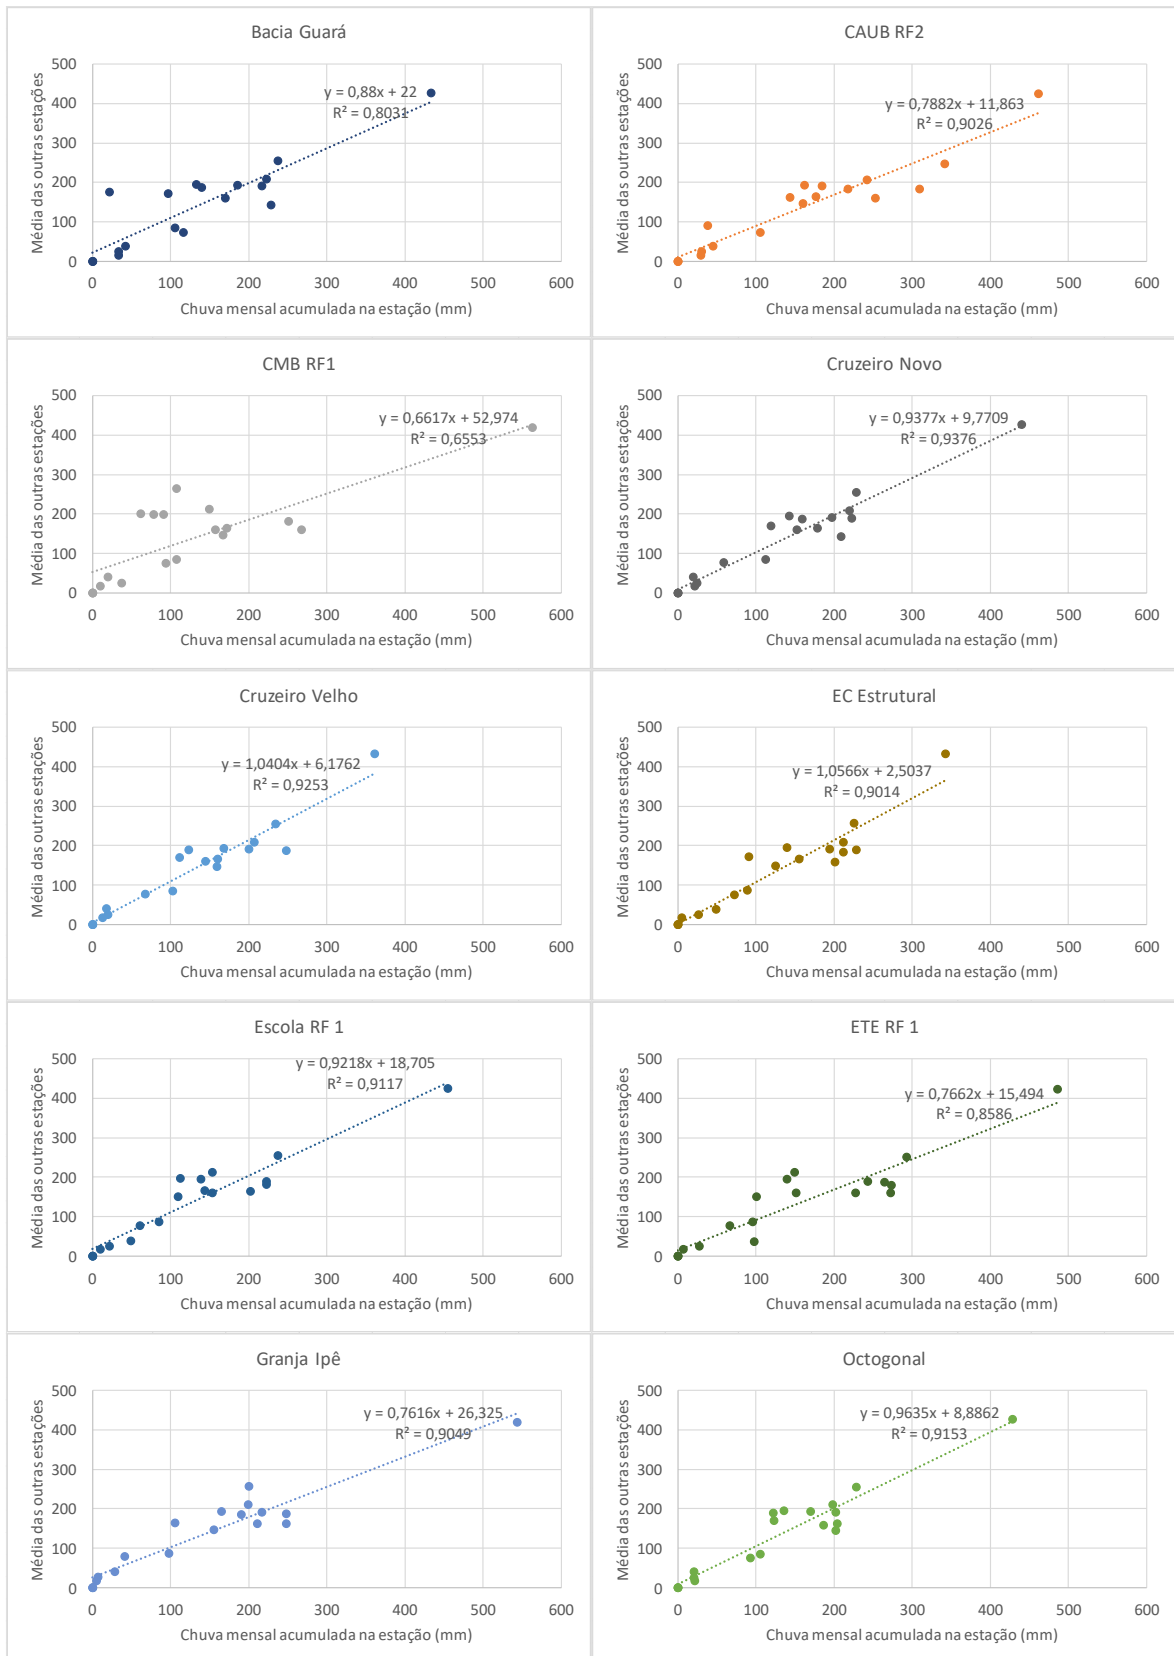 Bacia Guará
500
400
300
200
100
0
0 100 200 300 400 500 600
Média das outras estações
Chuva mensal acumulada na estação (mm)
y = 0,88x + 22
R² = 0,8031
CAUB RF2
500
400
300
200
100
0
0 100 200 300 400 500 600
Média das outras estações
Chuva mensal acumulada na estação (mm)
y = 0,7882x + 11,863
R² = 0,9026
CMB RF1
500
400
300
200
100
0
0 100 200 300 400 500 600
Média das outras estações
Chuva mensal acumulada na estação (mm)
y = 0,6617x + 52,974
R² = 0,6553
Cruzeiro Novo
500
400
300
200
100
0
0 100 200 300 400 500 600
Média das outras estações
Chuva mensal acumulada na estação (mm)
y = 0,9377x + 9,7709
R² = 0,9376
Cruzeiro Velho
500
400
300
200
100
0
0 100 200 300 400 500 600
Média das outras estações
Chuva mensal acumulada na estação (mm)
y = 1,0404x + 6,1762
R² = 0,9253
EC Estrutural
500
400
300
200
100
0
0 100 200 300 400 500 600
Média das outras estações
Chuva mensal acumulada na estação (mm)
y = 1,0566x + 2,5037
R² = 0,9014
Escola RF 1
500
400
300
200
100
0
0 100 200 300 400 500 600
Média das outras estações
Chuva mensal acumulada na estação (mm)
y = 0,9218x + 18,705
R² = 0,9117
ETE RF 1
500
400
300
200
100
0
0 100 200 300 400 500 600
Média das outras estações
Chuva mensal acumulada na estação (mm)
y = 0,7662x + 15,494
R² = 0,8586
Granja Ipê
500
400
300
200
100
0
0 100 200 300 400 500 600
Média das outras estações
Chuva mensal acumulada na estação (mm)
y = 0,7616x + 26,325
R² = 0,9049
Octogonal
500
400
300
200
100
0
0 100 200 300 400 500 600
Média das outras estações
Chuva mensal acumulada na estação (mm)
y = 0,9635x + 8,8862
R² = 0,9153